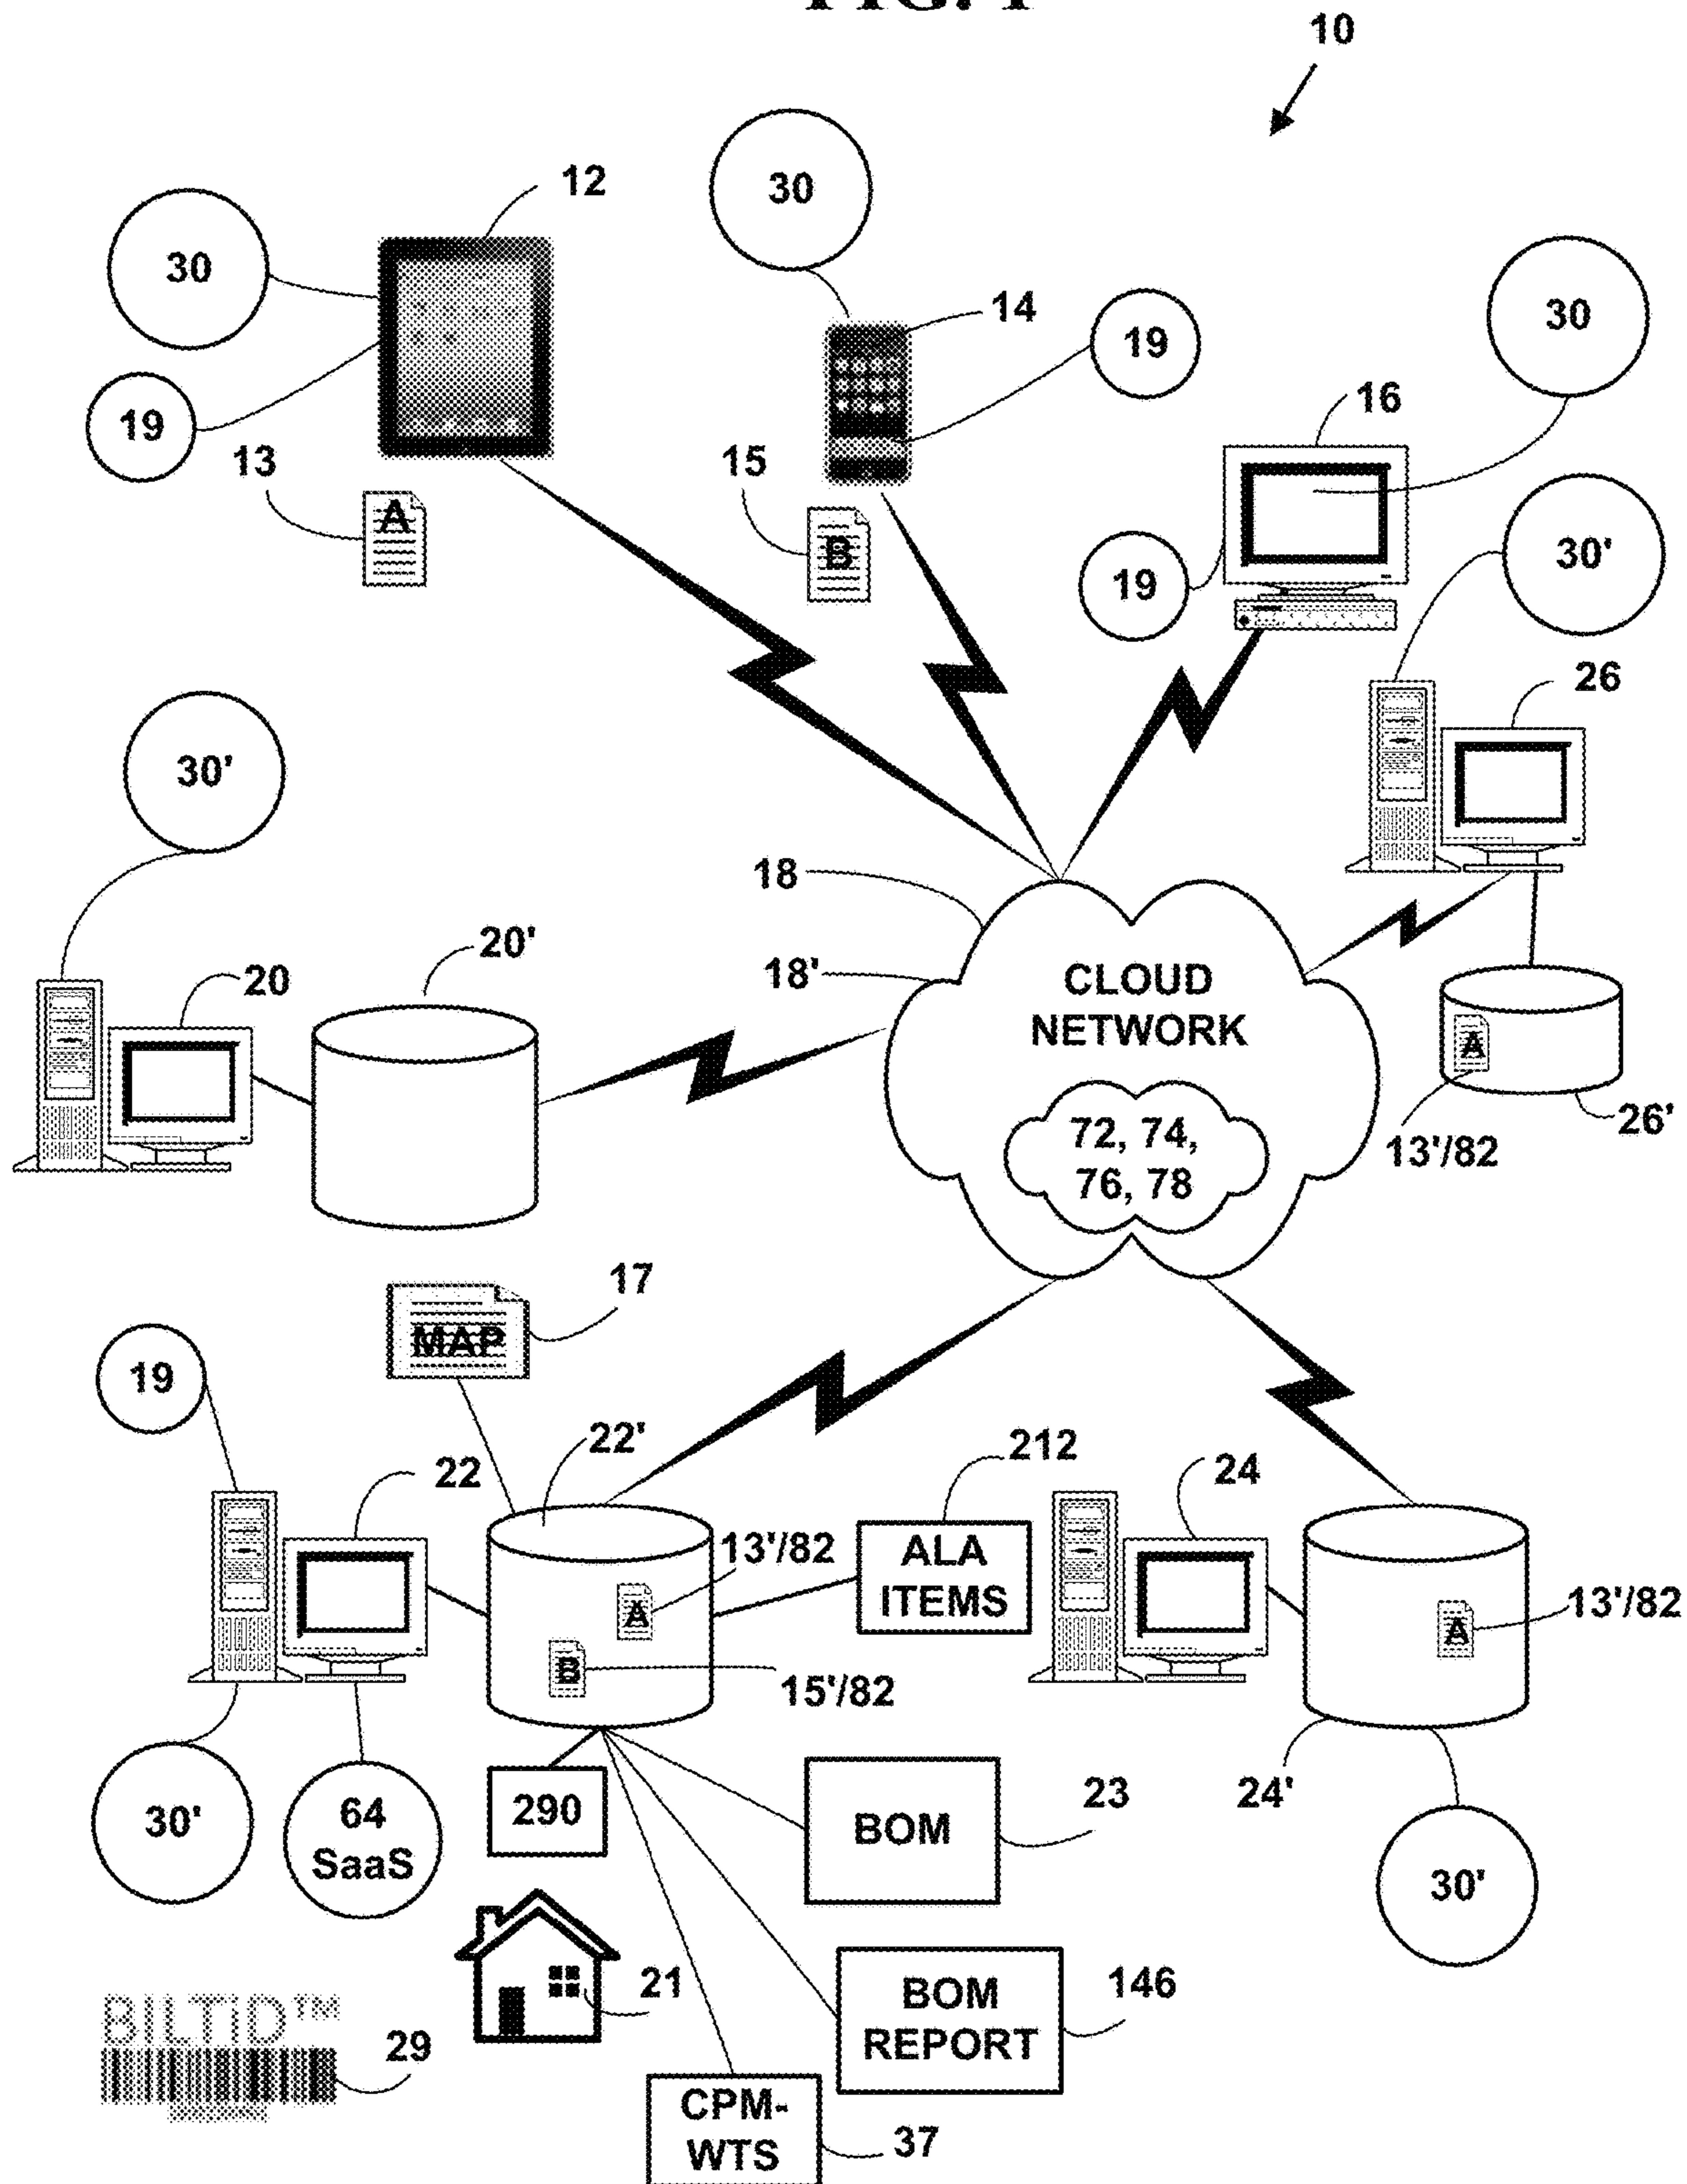 FIG. 1
10
12
30
30
14
19
30
16
19
13
A
15
B
19
30'
26
30'
18
18'
CLOUD
NETWORK
72, 74,
76, 78
20
20'
A
13'/82
26'
17
MAP
19
22
22'
13'/82
A
B
15'/82
212
ALA
ITEMS
24
A
13'/82
24'
30'
30'
64
SaaS
290
BOM
23
21
BOM
REPORT
146
BILTiD™
29
CPM-
WTS
37